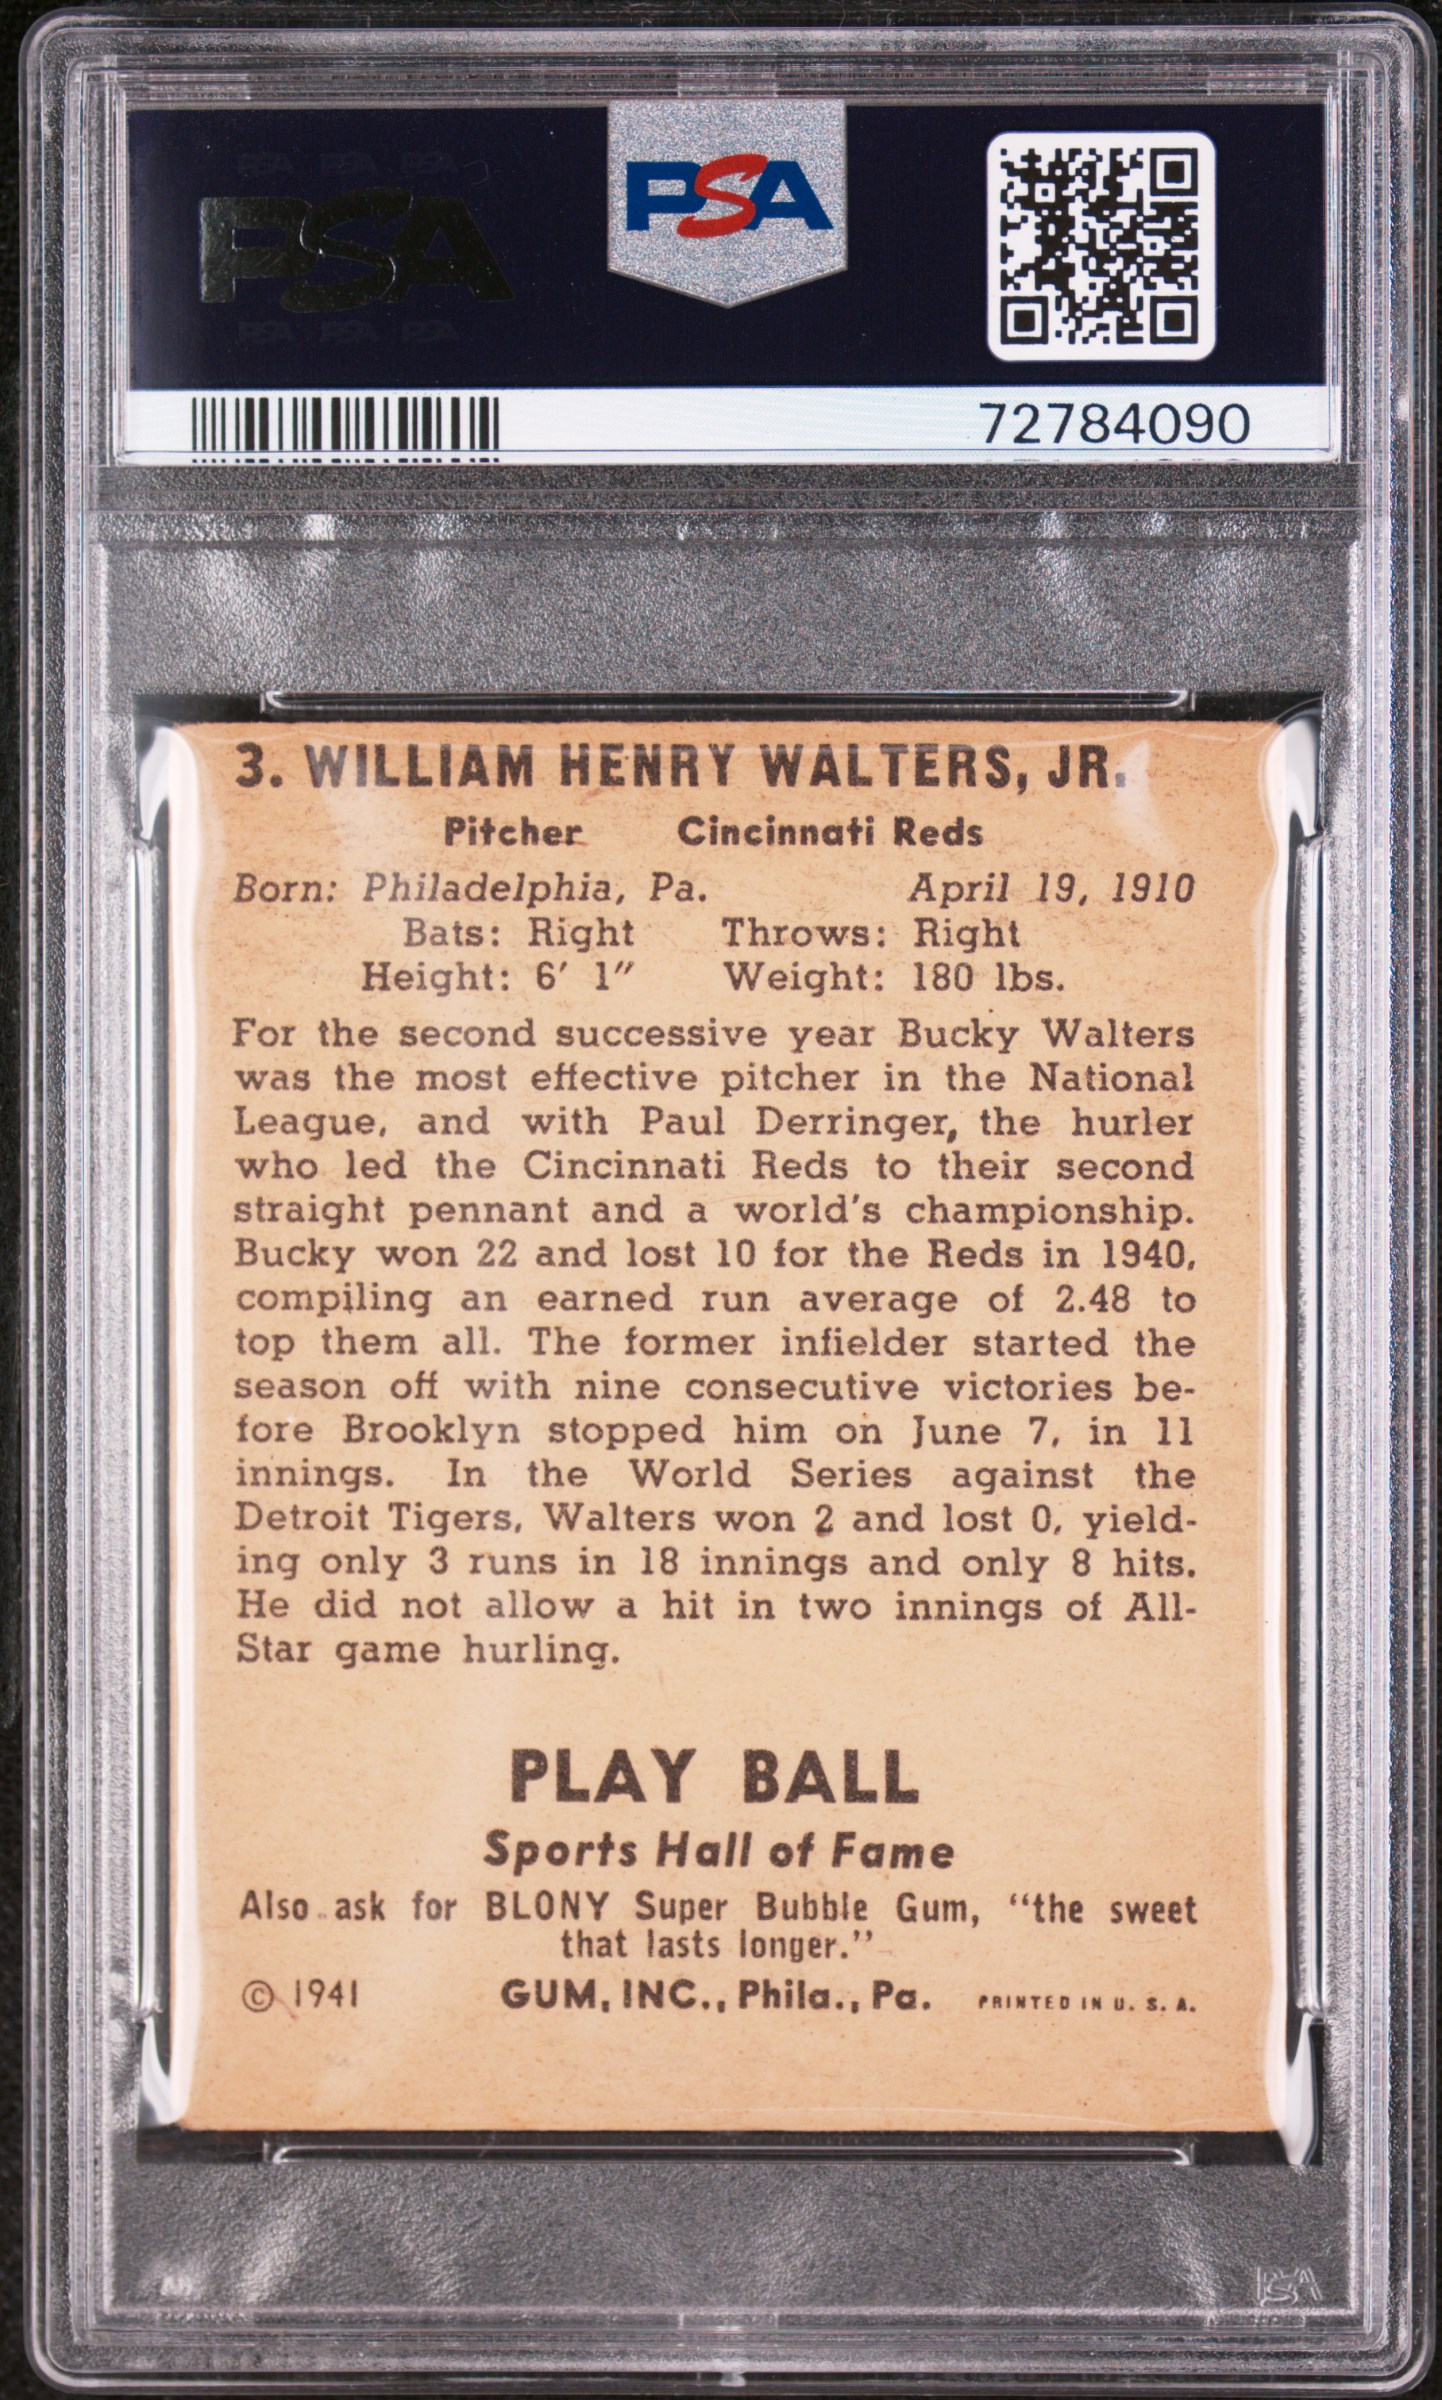 PSA PSA PSA
PSA
PSA PSA PSA
PSA
72784090
3. WILLIAM HENRY WALTERS, JR.
Pitcher Cincinnati Reds
Born: Philadelphia, Pa. April 19, 1910
Bats: Right Throws: Right
Height: 6′ 1″ Weight: 180 lbs.
For the second successive year Bucky Walters
was the most effective pitcher in the National
League, and with Paul Derringer, the hurler
who led the Cincinnati Reds to their second
straight pennant and a world's championship.
Bucky won 22 and lost 10 for the Reds in 1940,
compiling an earned run average of 2.48 to
top them all. The former infielder started the
season off with nine consecutive victories be-
fore Brooklyn stopped him on June 7, in 11
innings. In the World Series against the
Detroit Tigers, Walters won 2 and lost 0, yield-
ing only 3 runs in 18 innings and only 8 hits.
He did not allow a hit in two innings of All-
Star game hurling.
PLAY BALL
Sports Hall of Fame
Also ask for BLONY Super Bubble Gum, “the sweet
that lasts longer.”
© 1941 GUM, INC., Phila., Pa. PRINTED IN U. S. A.
PSA